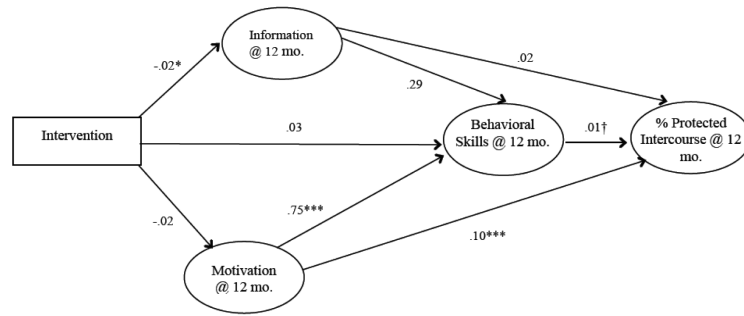 Information
@ 12 mo.
-.02*
.02
.29
Intervention
.03
Behavioral
Skills @ 12 mo.
.01†
% Protected
Intercourse @ 12
mo.
-.02
.75***
.10***
Motivation
@ 12 mo.